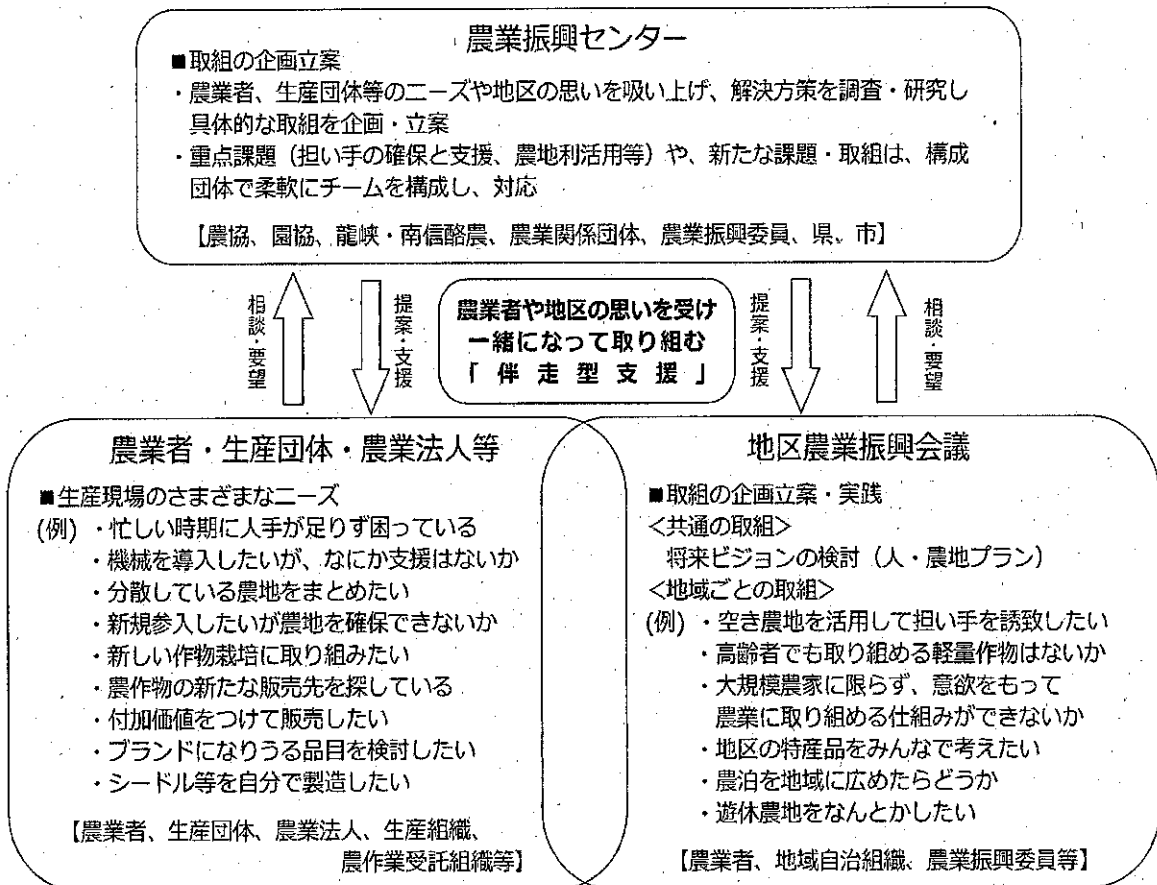 農業振興センター
■取組の企画立案
・農業者、生産団体等のニーズや地区の思いを吸い上げ、解決方策を調査・研究し
具体的な取組を企画・立案
・重点課題（担い手の確保と支援、農地利活用等）や、新たな課題・取組は、構成
団体で柔軟にチームを構成し、対応
【農協、園協、龍峡・南信酪農、農業関係団体、農業振興委員、県、市】
相談・要望
提案・支援
農業者や地区の思いを受け
一緒になって取り組む
「伴走型支援」
提案・支援
相談・要望
農業者・生産団体・農業法人等
■生産現場のさまざまなニーズ
(例)・忙しい時期に人手が足りず困っている
・機械を導入したいが、なにか支援はないか
・分散している農地をまとめたい
・新規参入したいが農地を確保できないか
・新しい作物栽培に取り組みたい
・農作物の新たな販売先を探している
・付加価値をつけて販売したい
・ブランドになりうる品目を検討したい
・シードル等を自分で製造したい
【農業者、生産団体、農業法人、生産組織、
農作業受託組織等】
地区農業振興会議
■取組の企画立案・実践
＜共通の取組＞
将来ビジョンの検討（人・農地プラン）
＜地域ごとの取組＞
(例)・空き農地を活用して担い手を誘致したい
・高齢者でも取り組める軽量作物はないか
・大規模農家に限らず、意欲をもって
農業に取り組める仕組みができないか
・地区の特産品をみんなで考えたい
・農泊を地域に広めたらどうか
・遊休農地をなんとかしたい
【農業者、地域自治組織、農業振興委員等】